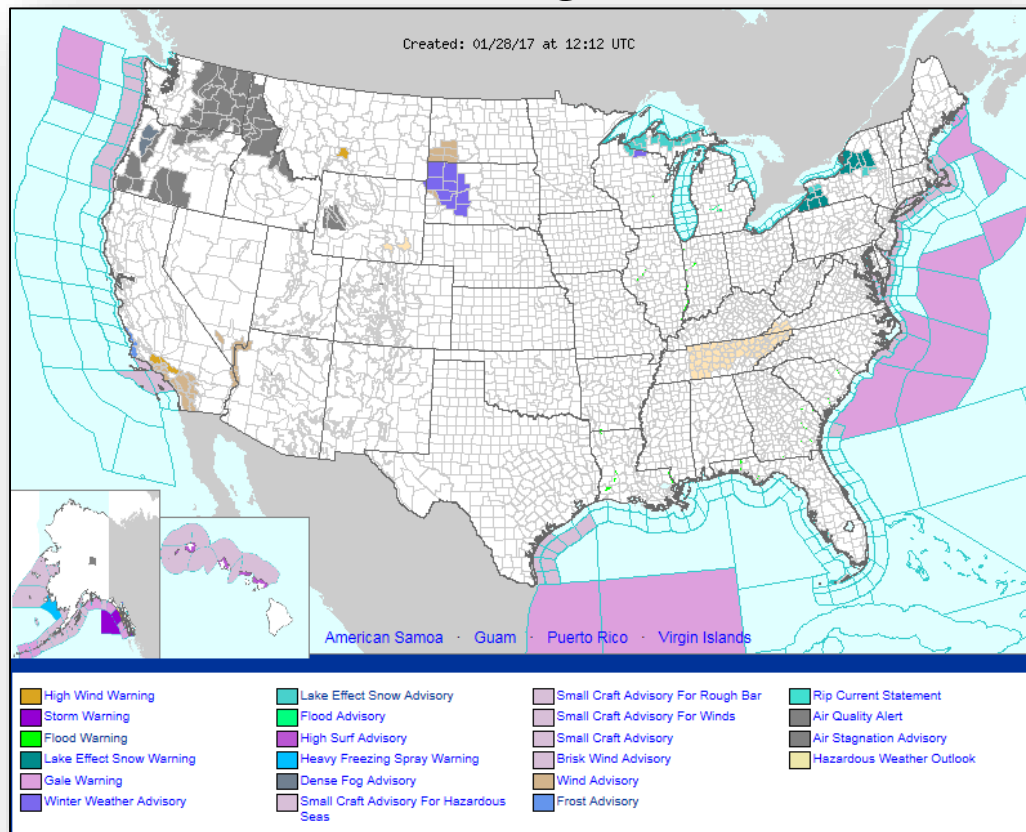 Created: 01/28/17 at 12:12 UTC
American Samoa · Guam · Puerto Rico · Virgin Islands
High Wind Warning
Storm Warning
Flood Warning
Lake Effect Snow Warning
Gale Warning
Winter Weather Advisory
Lake Effect Snow Advisory
Flood Advisory
High Surf Advisory
Heavy Freezing Spray Warning
Dense Fog Advisory
Small Craft Advisory For Hazardous
Seas
Small Craft Advisory For Rough Bar
Small Craft Advisory For Winds
Small Craft Advisory
Brisk Wind Advisory
Wind Advisory
Frost Advisory
Rip Current Statement
Air Quality Alert
Air Stagnation Advisory
Hazardous Weather Outlook